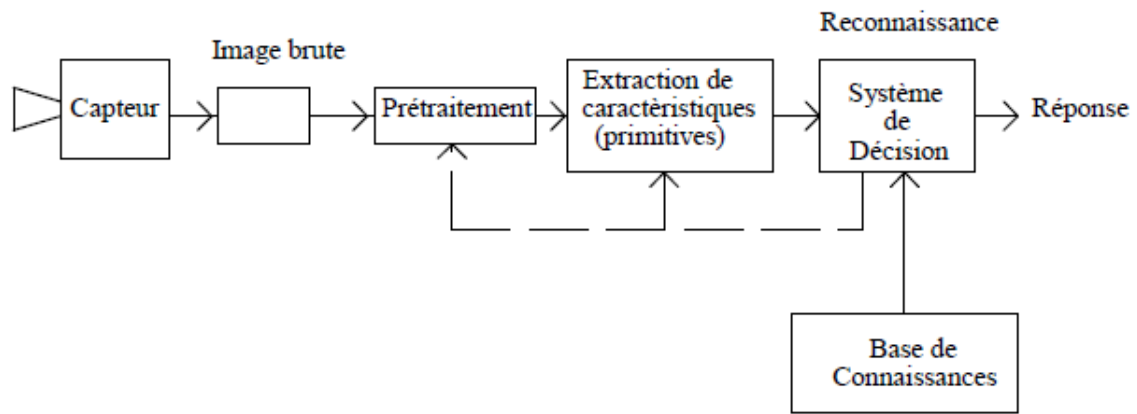 Reconnaissance
Image brute
Capteur
Prétraitement
Extraction de
caractèristiques
(primitives)
Système
de
Décision
Réponse
Base de
Connaissances